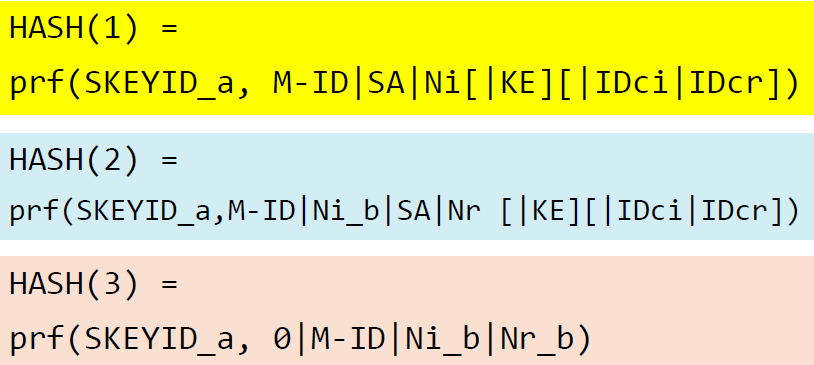 HASH(1) =
prf(SKEYID_a, M-ID|SA|Ni[|KE][|IDci|IDcr])
HASH(2) =
prf(SKEYID_a,M-ID|Ni_b|SA|Nr [|KE][|IDci|IDcr])
HASH(3) =
prf(SKEYID_a, 0|M-ID|Ni_b|Nr_b)